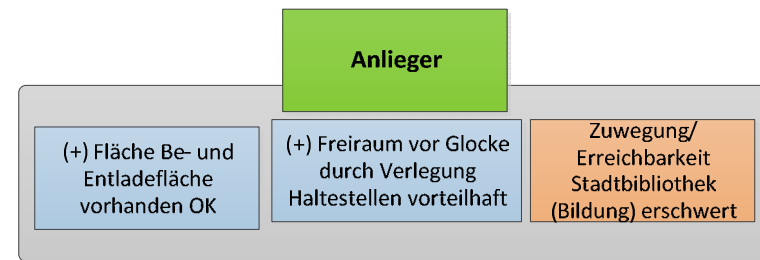 Anlieger
(+) Fläche Be- und
Entladefläche
vorhanden OK
(+) Freiraum vor Glocke
durch Verlegung
Haltestellen vorteilhaft
Zuwegung/
Erreichbarkeit
Stadtbibliothek
(Bildung) erschwert